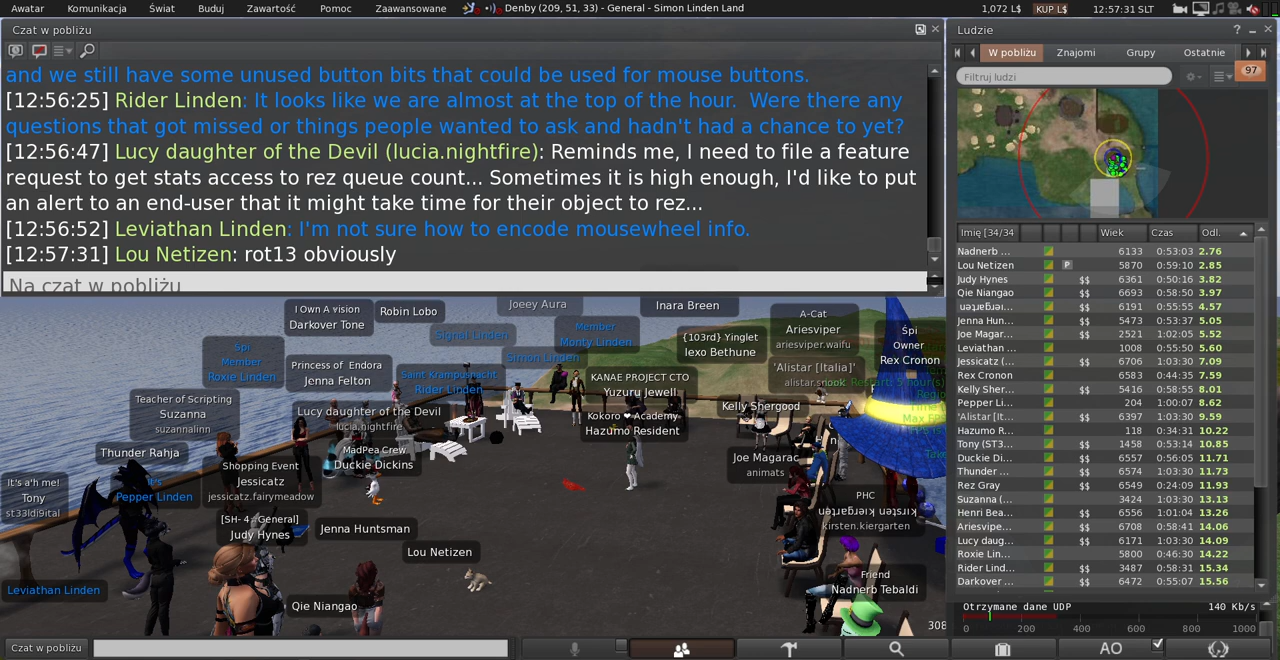 Awatar Komunikacja Świat Buduj Zawartość Pomoc Zaawansowane Denby (209, 51, 33) - General - Simon Linden Land 1,072 L$ KUP L$ 12:57:31 SLT
Czat w pobliżu
and we still have some unused button bits that could be used for mouse buttons.
[12:56:25] Rider Linden: It looks like we are almost at the top of the hour. Were there any
questions that got missed or things people wanted to ask and hadn't had a chance to yet?
[12:56:47] Lucy daughter of the Devil (lucia.nightfire): Reminds me, I need to file a feature
request to get stats access to rez queue count... Sometimes it is high enough, I'd like to put
an alert to an end-user that it might take time for their object to rez...
[12:56:52] Leviathan Linden: I'm not sure how to encode mousewheel info.
[12:57:31] Lou Netizen: rot13 obviously
Na czat w pobliżu
I Own A vision
Darkover Tone
Robin Lobo
Joeey Aura
Inara Breen
Signal Linden
Member
Monty Linden
Simon Linden
{103rd} Yinglet
Iexo Bethune
A-Cat
Ariesviper
ariesviper.waifu
Śpi
Owner
Rex Cronon
Śpi
Member
Roxie Linden
Princess of Endora
Jenna Felton
Saint Krampusnacht
Rider Linden
KANAE PROJECT CTO
Yuzuru Jewell
'Alistar [Italia]'
alistar.snook
Restart: 5 hour(s)
Teacher of Scripting
Suzanna
suzannalinn
Lucy daughter of the Devil
lucia.nightfire
Kokoro ❤ Academy
Hazumo Resident
Kelly Shergood
Thunder Rahja
MadPea Crew
Duckie Dickins
Joe Magarac
animats
It's a'h me!
Tony
st33ldi9ital
Pepper Linden
Shopping Event
Jessicatz
jessicatz.fairymeadow
PHC
kirsten.kiergarten
[SH- 4 -General]
Judy Hynes
Jenna Huntsman
Lou Netizen
Leviathan Linden
Qie Niangao
Friend
Nadnerb Tebaldi
308
Czat w pobliżu
AO
Ludzie
W pobliżu Znajomi Grupy Ostatnie
Filtruj ludzi
97
Imię [34/34 Wiek Czas Odl.
Nadnerb ... 6133 0:53:03 2.76
Lou Netizen P 5870 0:59:10 2.85
Judy Hynes $$ 6361 0:50:16 3.82
Qie Niangao $$ 6693 0:58:50 3.97
$$ 6191 0:55:55 4.57
Jenna Hun... $$ 5473 0:53:37 5.05
Joe Magar... $$ 2521 1:02:05 5.52
Leviathan ... 1008 0:55:50 5.60
Jessicatz (... $$ 6706 1:03:30 7.09
Rex Cronon 6583 0:44:35 7.59
Kelly Sher... $$ 5416 0:58:55 8.01
Pepper Li... 204 1:00:07 8.62
'Alistar [It... $$ 6397 1:03:30 9.59
Hazumo R... 118 0:34:31 10.22
Tony (ST3... $$ 1458 0:53:14 10.85
Duckie Di... $$ 6557 0:56:05 11.71
Thunder ... $$ 6574 1:03:30 11.73
Rez Gray $$ 6549 0:24:09 11.93
Suzanna (... 3424 1:03:30 13.13
Henri Bea... $$ 6556 1:01:04 13.26
Ariesvipe... $$ 6708 0:58:41 14.06
Lucy daug... $$ 6171 1:03:30 14.09
Roxie Lin... 5800 0:46:30 14.22
Rider Lind... $$ 3487 0:58:31 15.34
Darkover ... $$ 6472 0:55:07 15.56
Otrzymane dane UDP 140 Kb/s
0 200 400 600 800 1000